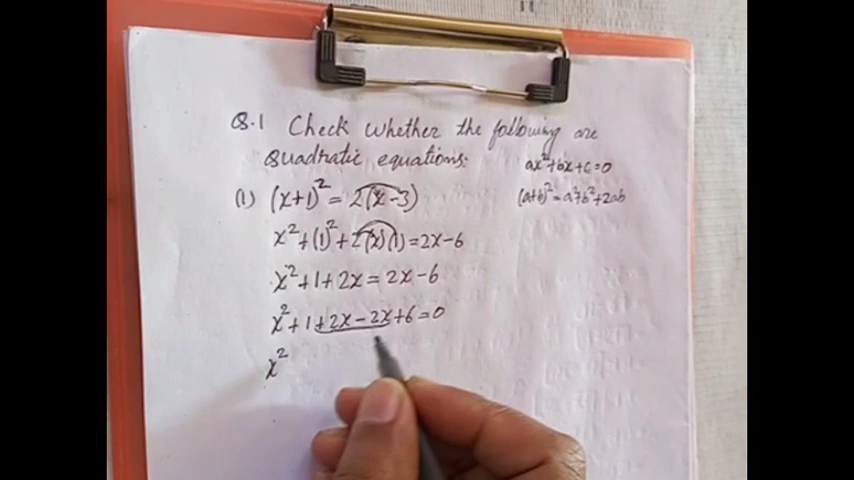 Q.1 Check whether the following are
Quadratic equations:
ax²+bx+c=0
(1) (x+1)² = 2(x-3)
(a+b)² = a²+b²+2ab
x²+(1)²+2(x)(1)=2x-6
x²+1+2x=2x-6
x²+1+2x-2x+6=0
x²